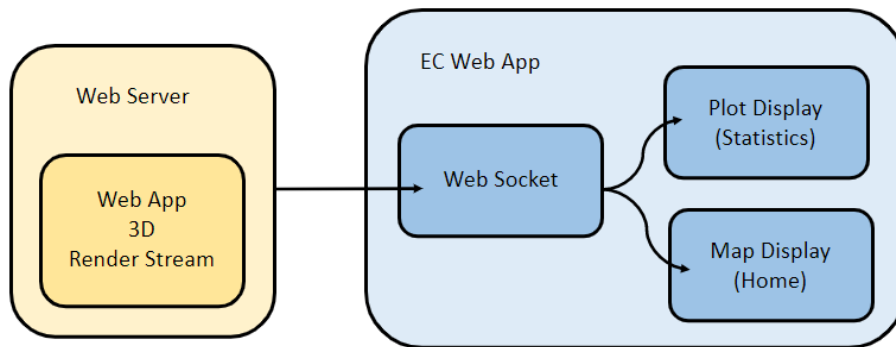 Web Server
Web App
3D
Render Stream
EC Web App
Web Socket
Plot Display
(Statistics)
Map Display
(Home)